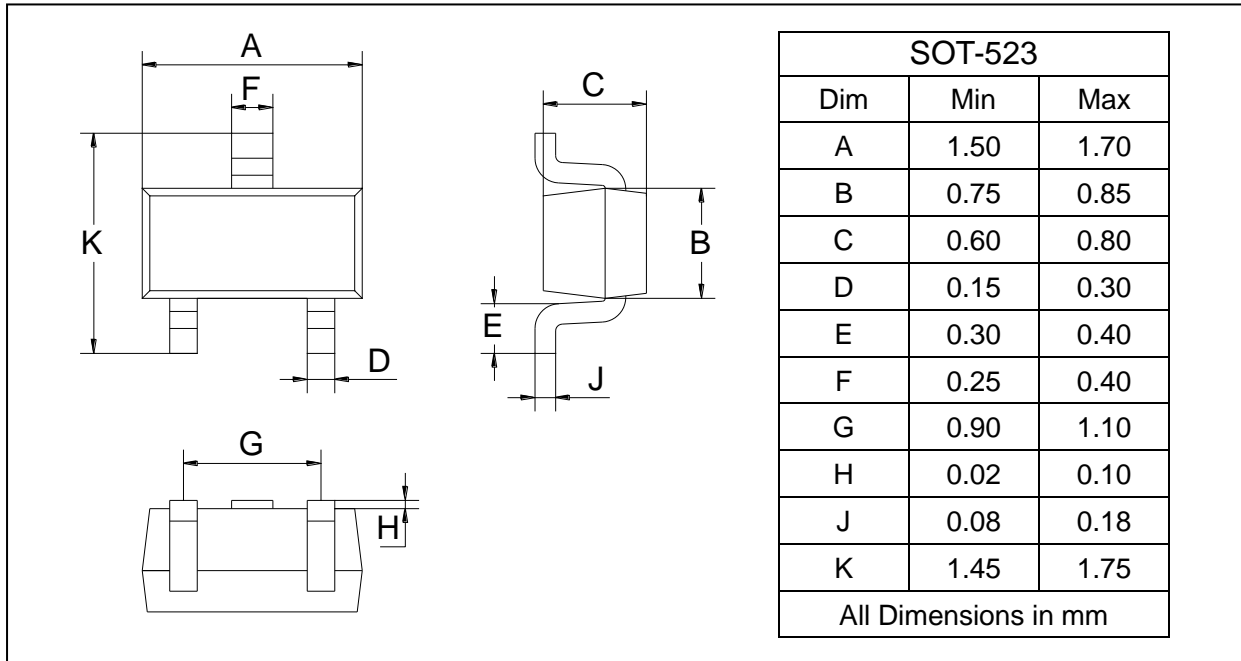 A
F
K
D
C
B
E
J
G
H
SOT-523
Dim Min Max
A 1.50 1.70
B 0.75 0.85
C 0.60 0.80
D 0.15 0.30
E 0.30 0.40
F 0.25 0.40
G 0.90 1.10
H 0.02 0.10
J 0.08 0.18
K 1.45 1.75
All Dimensions in mm